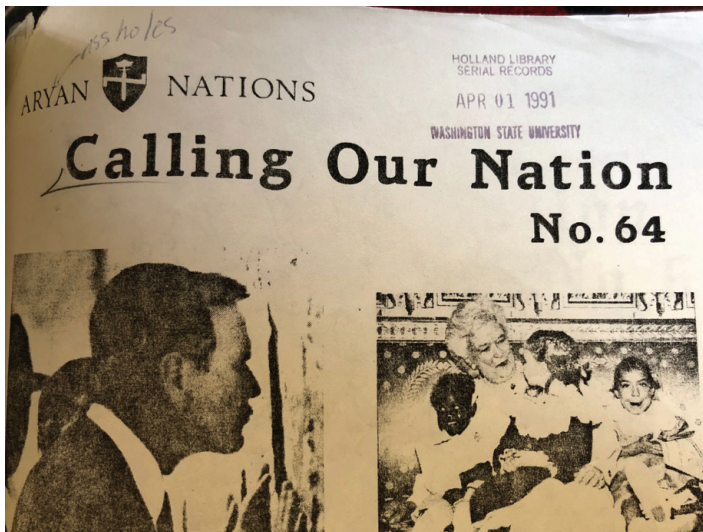 assholes
HOLLAND LIBRARY
SERIAL RECORDS
ARYAN NATIONS
APR 01 1991
WASHINGTON STATE UNIVERSITY
Calling Our Nation
No. 64